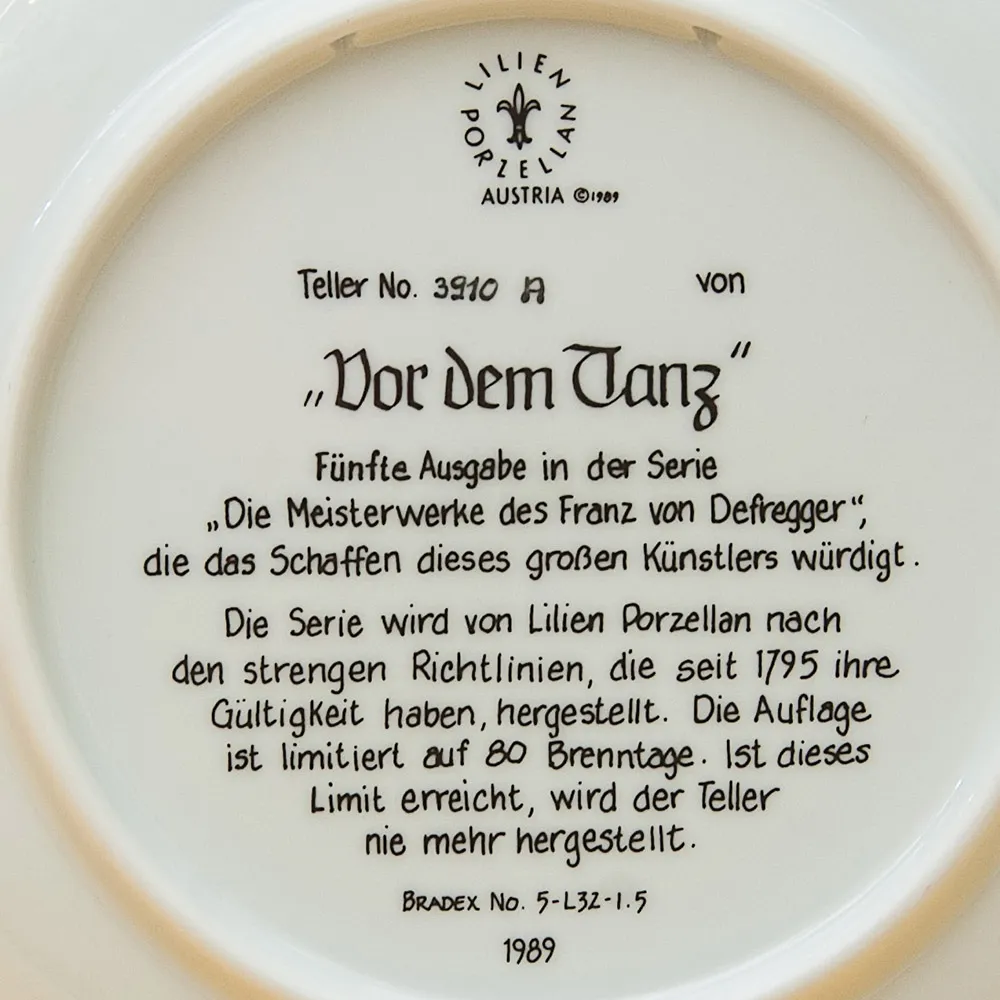 LILIEN PORZELLAN
AUSTRIA ©1989
Teller No. 3910 A von
„Vor dem Tanz“
Fünfte Ausgabe in der Serie
„Die Meisterwerke des Franz von Defregger“,
die das Schaffen dieses großen Künstlers würdigt.
Die Serie wird von Lilien Porzellan nach
den strengen Richtlinien, die seit 1795 ihre
Gültigkeit haben, hergestellt. Die Auflage
ist limitiert auf 80 Brenntage. Ist dieses
Limit erreicht, wird der Teller
nie mehr hergestellt.
BRADEX NO. 5-L32-1.5
1989